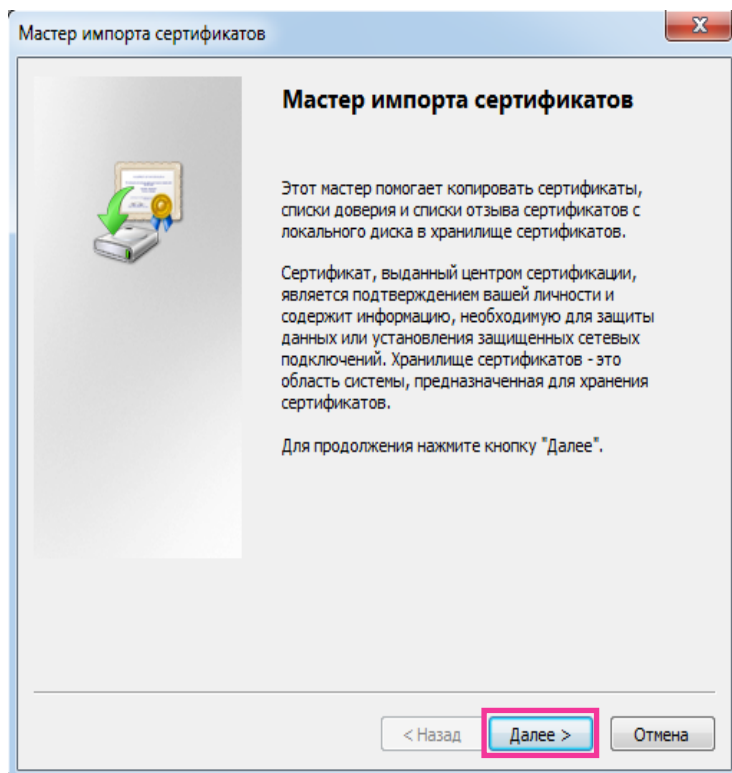 Мастер импорта сертификатов
Мастер импорта сертификатов
Этот мастер помогает копировать сертификаты,
списки доверия и списки отзыва сертификатов с
локального диска в хранилище сертификатов.
Сертификат, выданный центром сертификации,
является подтверждением вашей личности и
содержит информацию, необходимую для защиты
данных или установления защищенных сетевых
подключений. Хранилище сертификатов - это
область системы, предназначенная для хранения
сертификатов.
Для продолжения нажмите кнопку "Далее".
< Назад
Далее >
Отмена